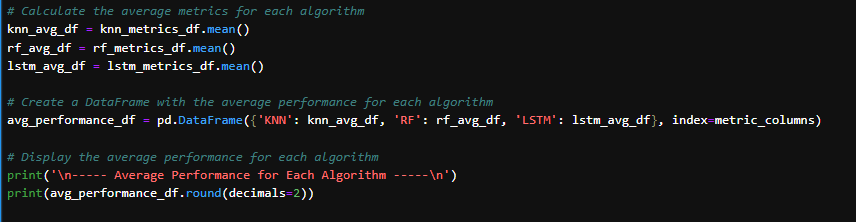 # Calculate the average metrics for each algorithm
knn_avg_df = knn_metrics_df.mean()
rf_avg_df = rf_metrics_df.mean()
lstm_avg_df = lstm_metrics_df.mean()
# Create a DataFrame with the average performance for each algorithm
avg_performance_df = pd.DataFrame({'KNN': knn_avg_df, 'RF': rf_avg_df, 'LSTM': lstm_avg_df}, index=metric_columns)
# Display the average performance for each algorithm
print('\n----- Average Performance for Each Algorithm -----\n')
print(avg_performance_df.round(decimals=2))